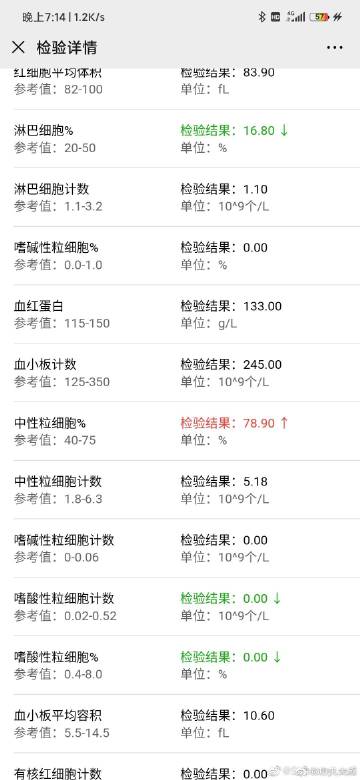 晚上7:14 | 1.2K/s
HD 4G 57
检验详情
红细胞平均体积 检验结果：83.90
参考值：82-100 单位：fL
淋巴细胞% 检验结果：16.80 ↓
参考值：20-50 单位：%
淋巴细胞计数 检验结果：1.10
参考值：1.1-3.2 单位：10^9个/L
嗜碱性粒细胞% 检验结果：0.00
参考值：0.0-1.0 单位：%
血红蛋白 检验结果：133.00
参考值：115-150 单位：g/L
血小板计数 检验结果：245.00
参考值：125-350 单位：10^9个/L
中性粒细胞% 检验结果：78.90 ↑
参考值：40-75 单位：%
中性粒细胞计数 检验结果：5.18
参考值：1.8-6.3 单位：10^9个/L
嗜碱性粒细胞计数 检验结果：0.00
参考值：0-0.06 单位：10^9个/L
嗜酸性粒细胞计数 检验结果：0.00 ↓
参考值：0.02-0.52 单位：10^9个/L
嗜酸性粒细胞% 检验结果：0.00 ↓
参考值：0.4-8.0 单位：%
血小板平均容积 检验结果：10.60
参考值：5.5-14.5 单位：fL
有核红细胞计数 检验结果：0.00